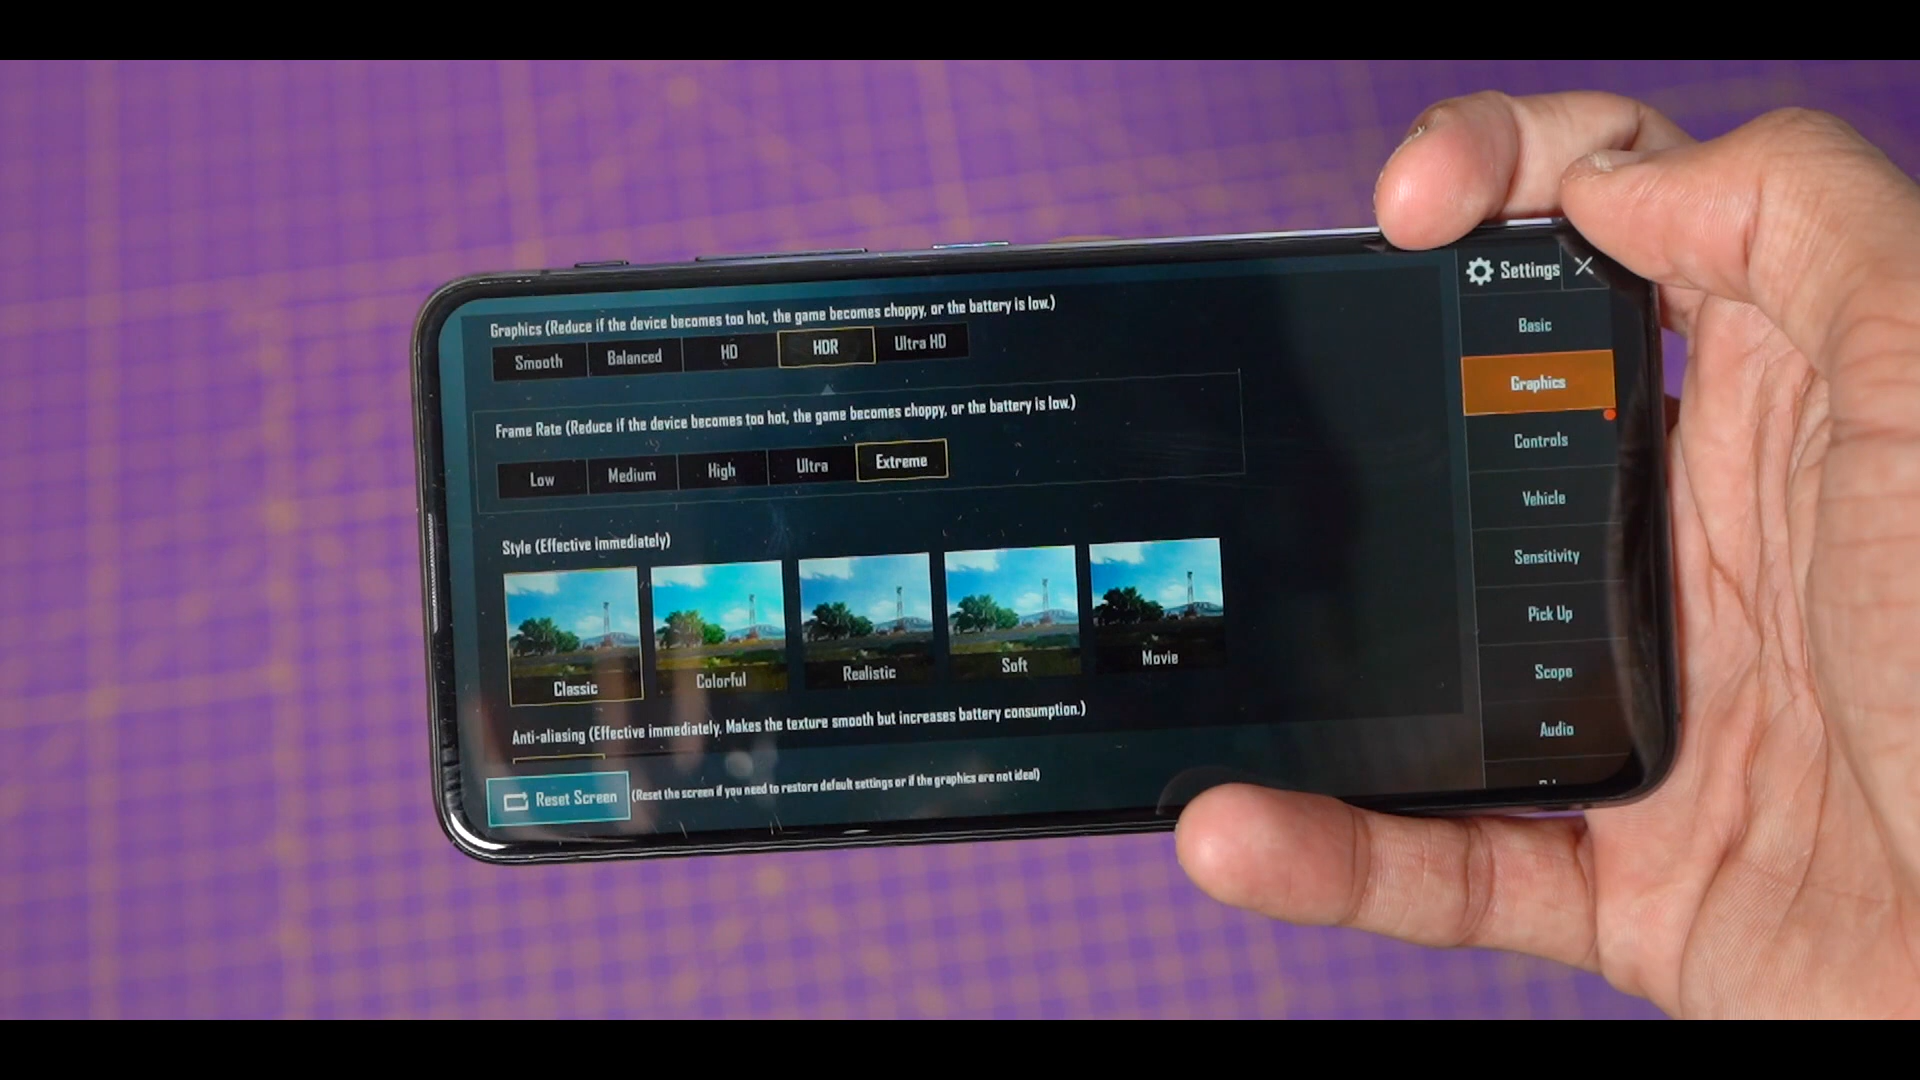 Graphics (Reduce if the device becomes too hot, the game becomes choppy, or the battery is low.)
Smooth Balanced HD HDR Ultra HD
Frame Rate (Reduce if the device becomes too hot, the game becomes choppy, or the battery is low.)
Low Medium High Ultra Extreme
Style (Effective immediately)
Classic Colorful Realistic Soft Movie
Anti-aliasing (Effective immediately. Makes the texture smooth but increases battery consumption.)
Reset Screen (Reset the screen if you need to restore default settings or if the graphics are not ideal)
Settings
Basic
Graphics
Controls
Vehicle
Sensitivity
Pick Up
Scope
Audio